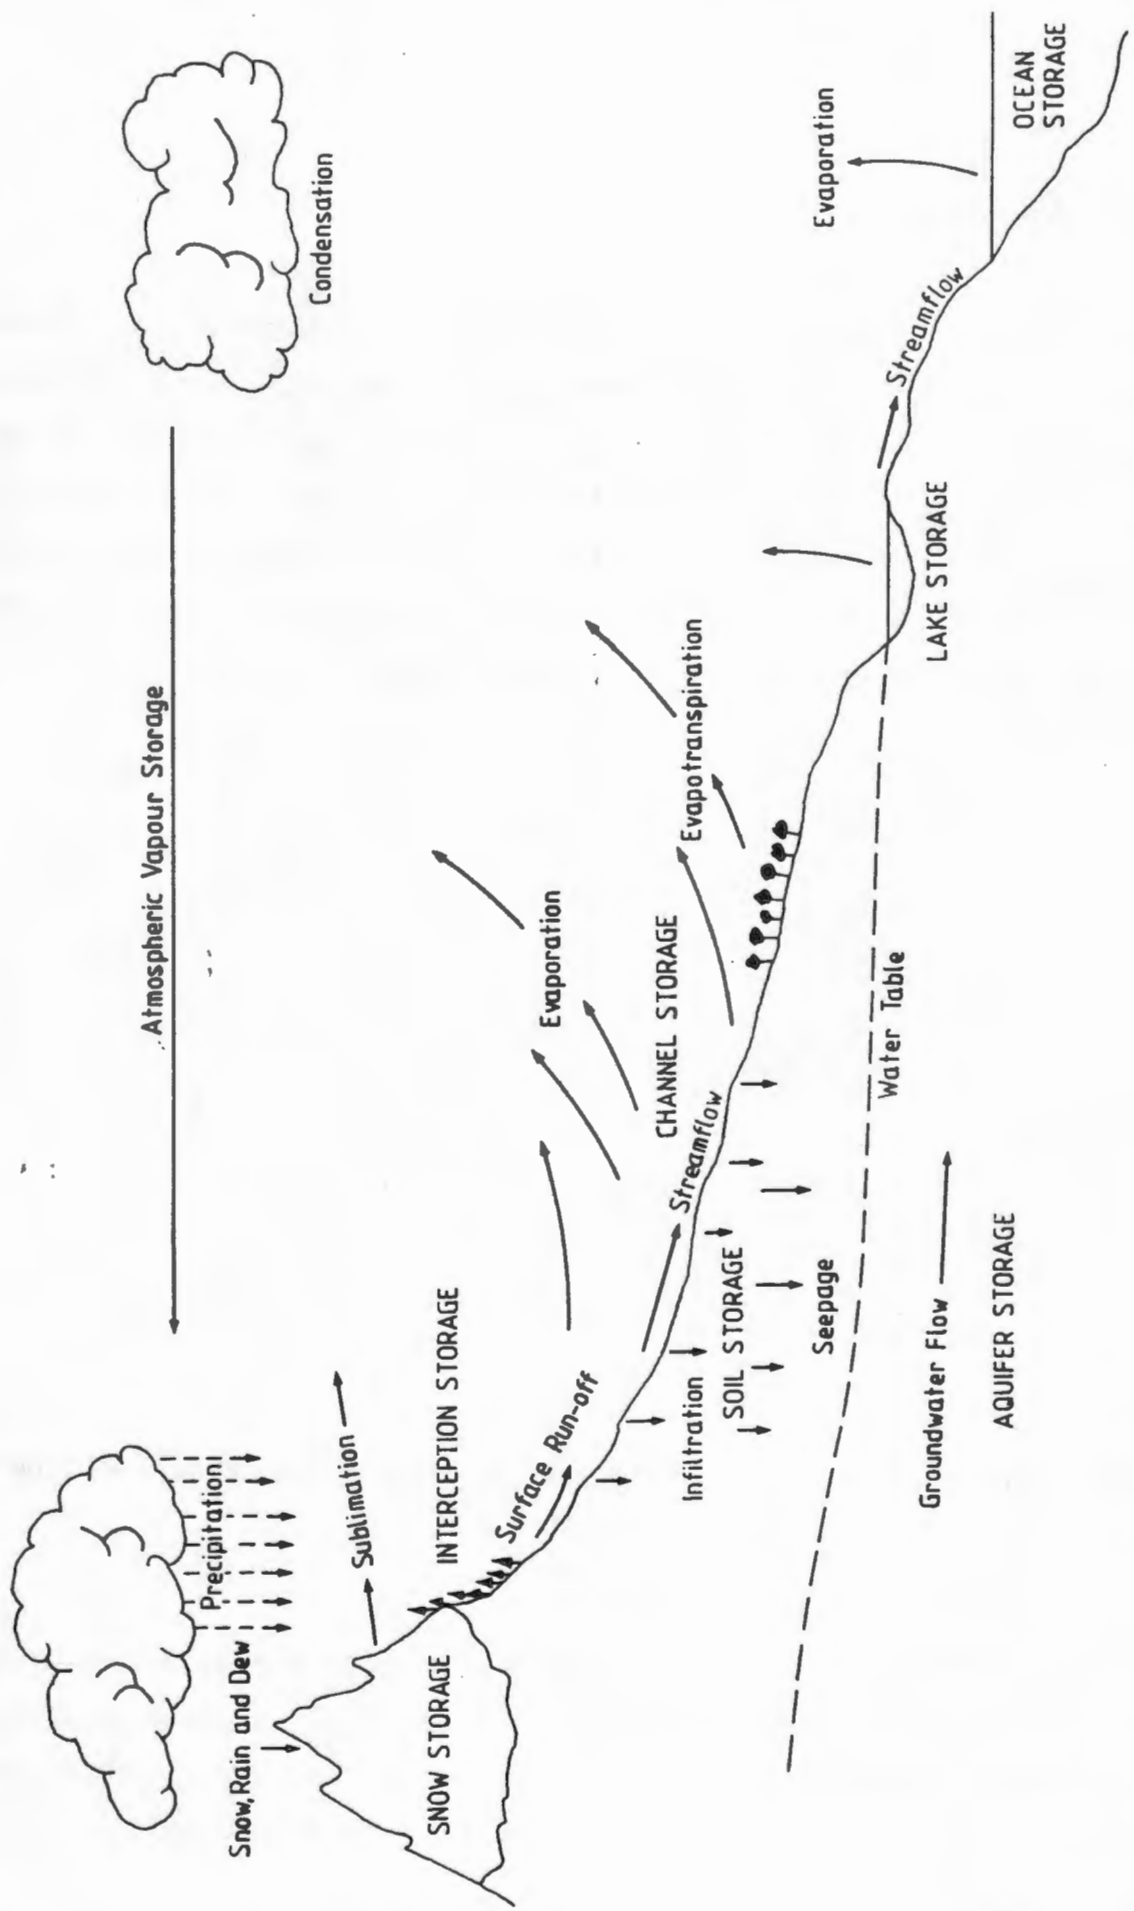 Atmospheric Vapour Storage
Condensation
Precipitation
Snow, Rain and Dew
Sublimation
SNOW STORAGE
INTERCEPTION STORAGE
Surface Run-off
Evaporation
CHANNEL STORAGE
Streamflow
Evapotranspiration
Evaporation
Infiltration
SOIL STORAGE
Seepage
Water Table
Groundwater Flow
AQUIFER STORAGE
LAKE STORAGE
Streamflow
OCEAN
STORAGE